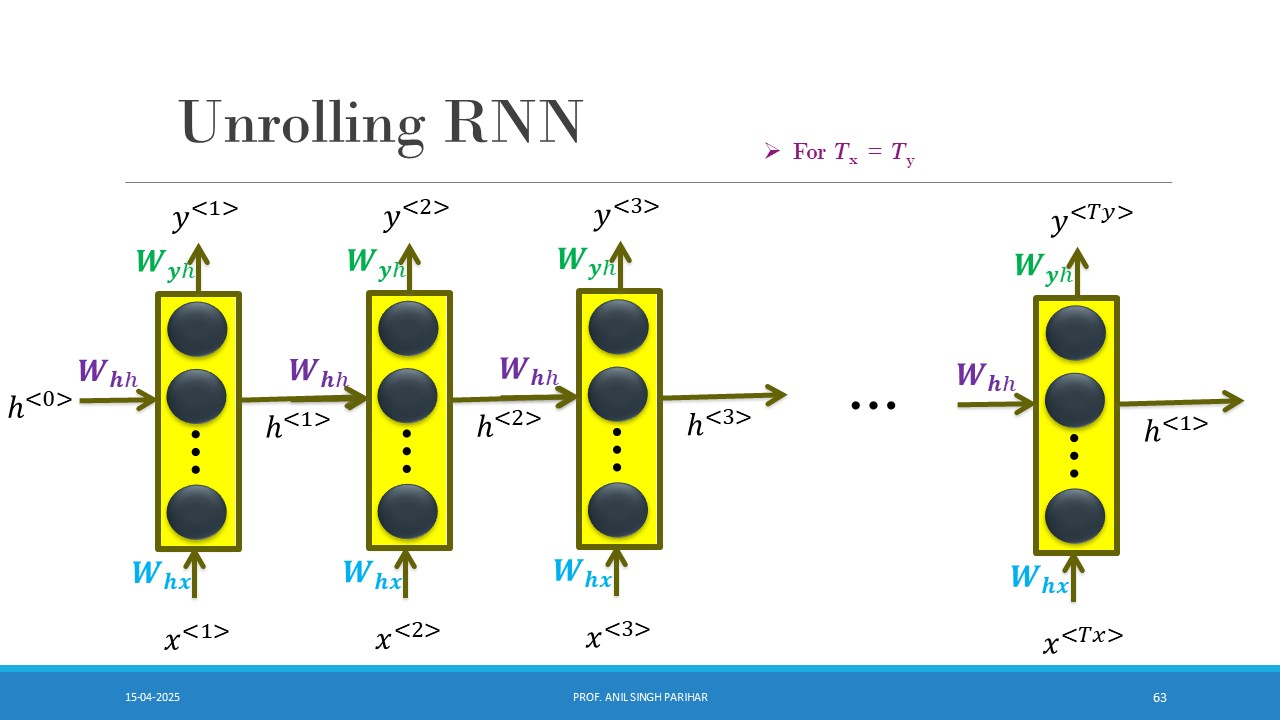 Unrolling RNN
➢ For Tx = Ty
y<1> y<2> y<3> y<Ty>
Wyh Wyh Wyh Wyh
Whh Whh Whh Whh
h<0> h<1> h<2> h<3> ... h<1>
Whx Whx Whx Whx
x<1> x<2> x<3> x<Tx>
15-04-2025 PROF. ANIL SINGH PARIHAR 63